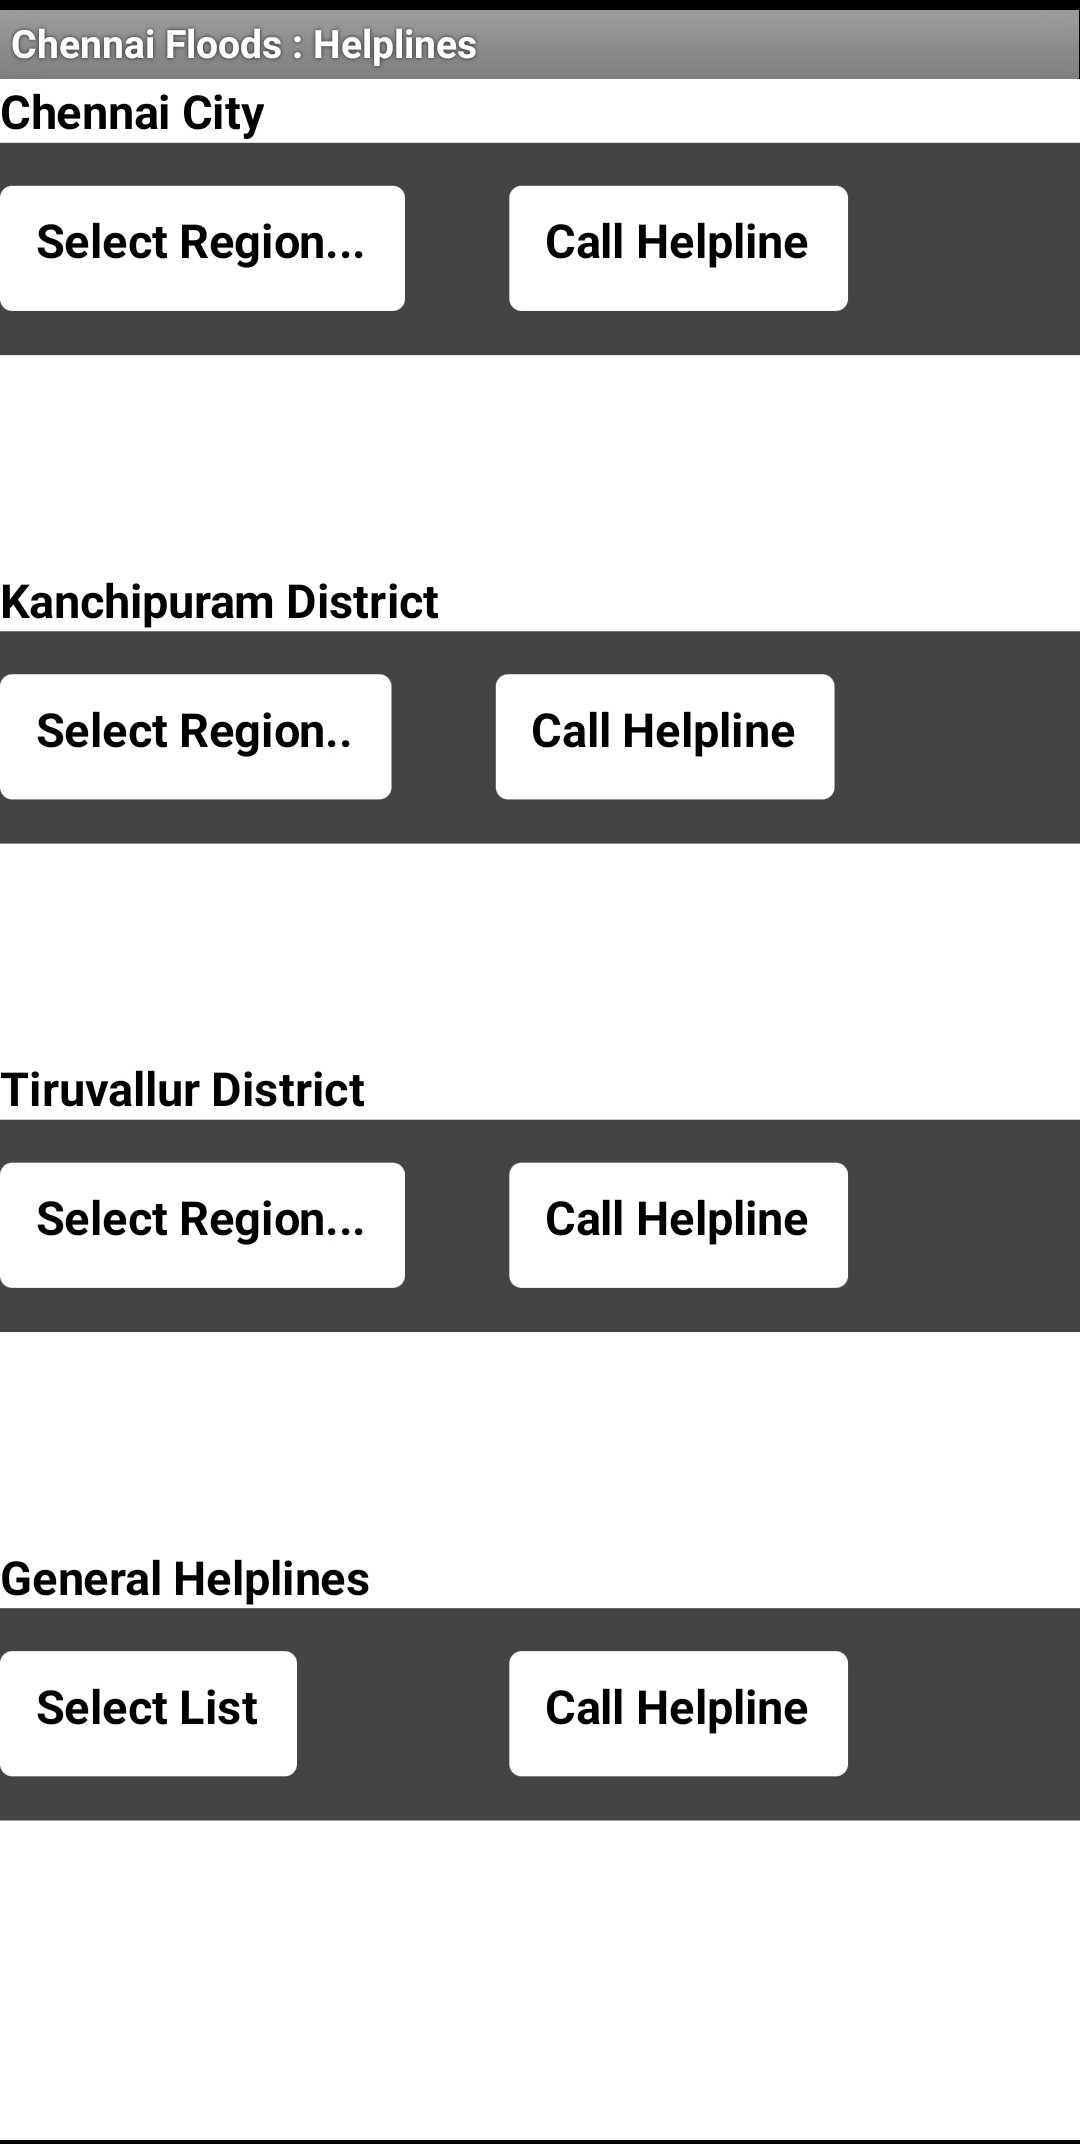 Chennai Floods : Helplines
Chennai City
Select Region...
Call Helpline
Kanchipuram District
Select Region..
Call Helpline
Tiruvallur District
Select Region...
Call Helpline
General Helplines
Select List
Call Helpline